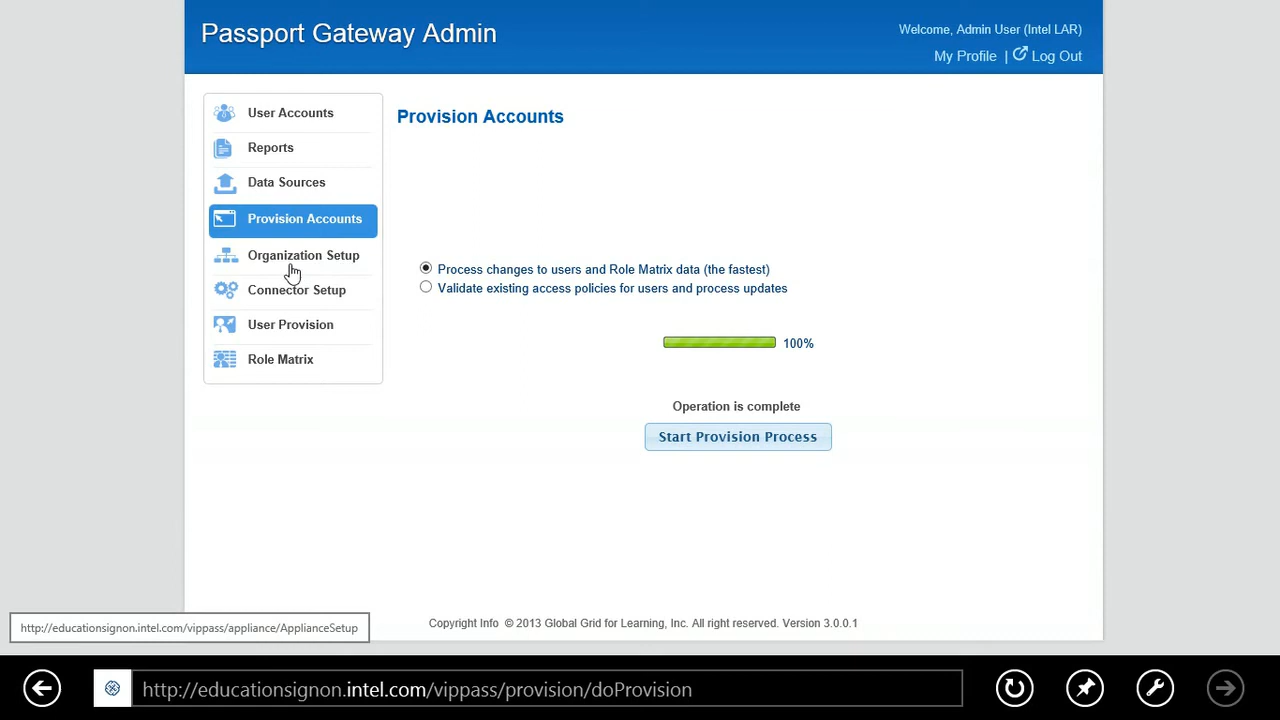 Passport Gateway Admin
Welcome, Admin User (Intel LAR)
My Profile | Log Out
User Accounts
Reports
Data Sources
Provision Accounts
Organization Setup
Connector Setup
User Provision
Role Matrix
Provision Accounts
Process changes to users and Role Matrix data (the fastest)
Validate existing access policies for users and process updates
100%
Operation is complete
Start Provision Process
Copyright Info © 2013 Global Grid for Learning, Inc. All right reserved. Version 3.0.0.1
http://educationsignon.intel.com/vippass/appliance/ApplianceSetup
http://educationsignon.intel.com/vippass/provision/doProvision